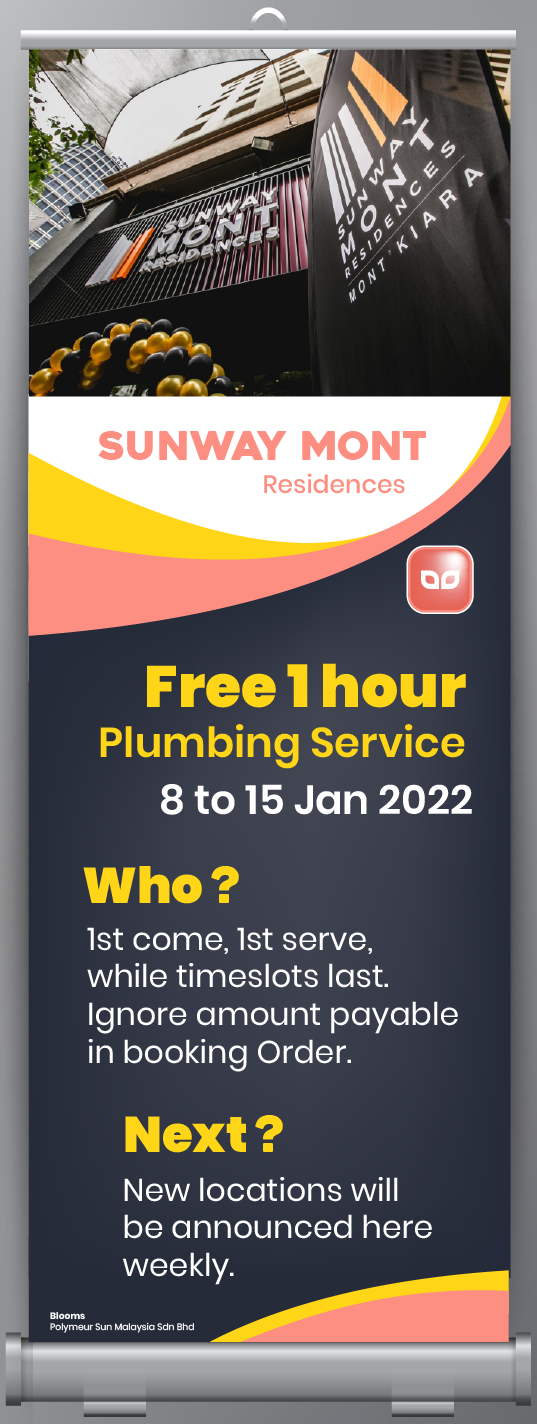 SUNWAY
MONT
RESIDENCES
SUNWAY
MONT
RESIDENCES
MONT' KIARA
SUNWAY MONT
Residences
Free 1 hour
Plumbing Service
8 to 15 Jan 2022
Who ?
1st come, 1st serve,
while timeslots last.
Ignore amount payable
in booking Order.
Next ?
New locations will
be announced here
weekly.
Blooms
Polymeur Sun Malaysia Sdn Bhd